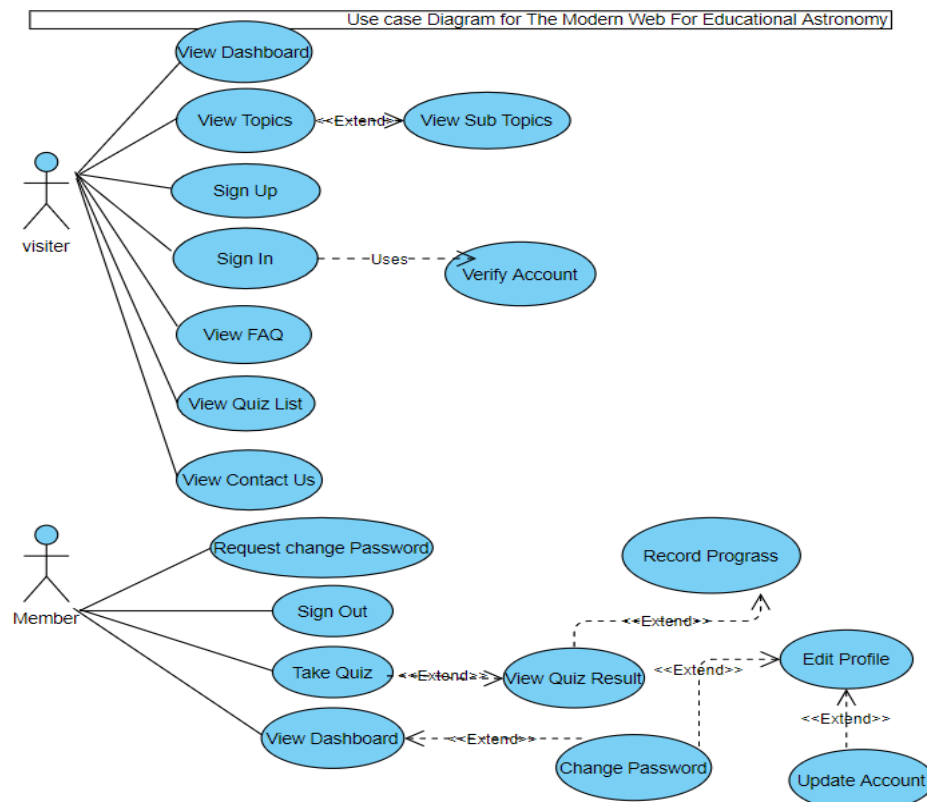 Use case Diagram for The Modern Web For Educational Astronomy
View Dashboard
View Topics
<<Extend>>
View Sub Topics
Sign Up
visiter
Sign In
Uses
Verify Account
View FAQ
View Quiz List
View Contact Us
Request change Password
Record Prograss
Member
Sign Out
<<Extend>>
Take Quiz
<<Extend>>
View Quiz Result
<<Extend>>
Edit Profile
View Dashboard
<<Extend>>
<<Extend>>
Change Password
Update Account